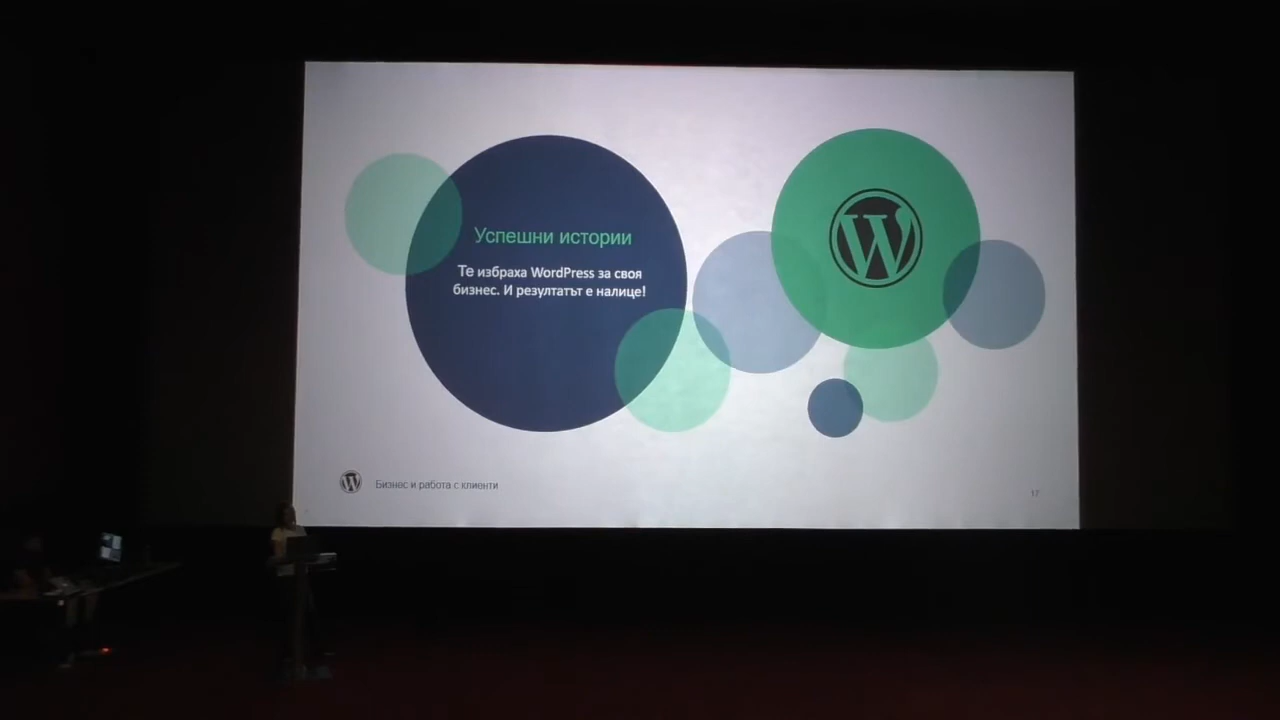 Успешни истории
Те избраха WordPress за своя
бизнес. И резултатът е налице!
Бизнес и работа с клиенти
17